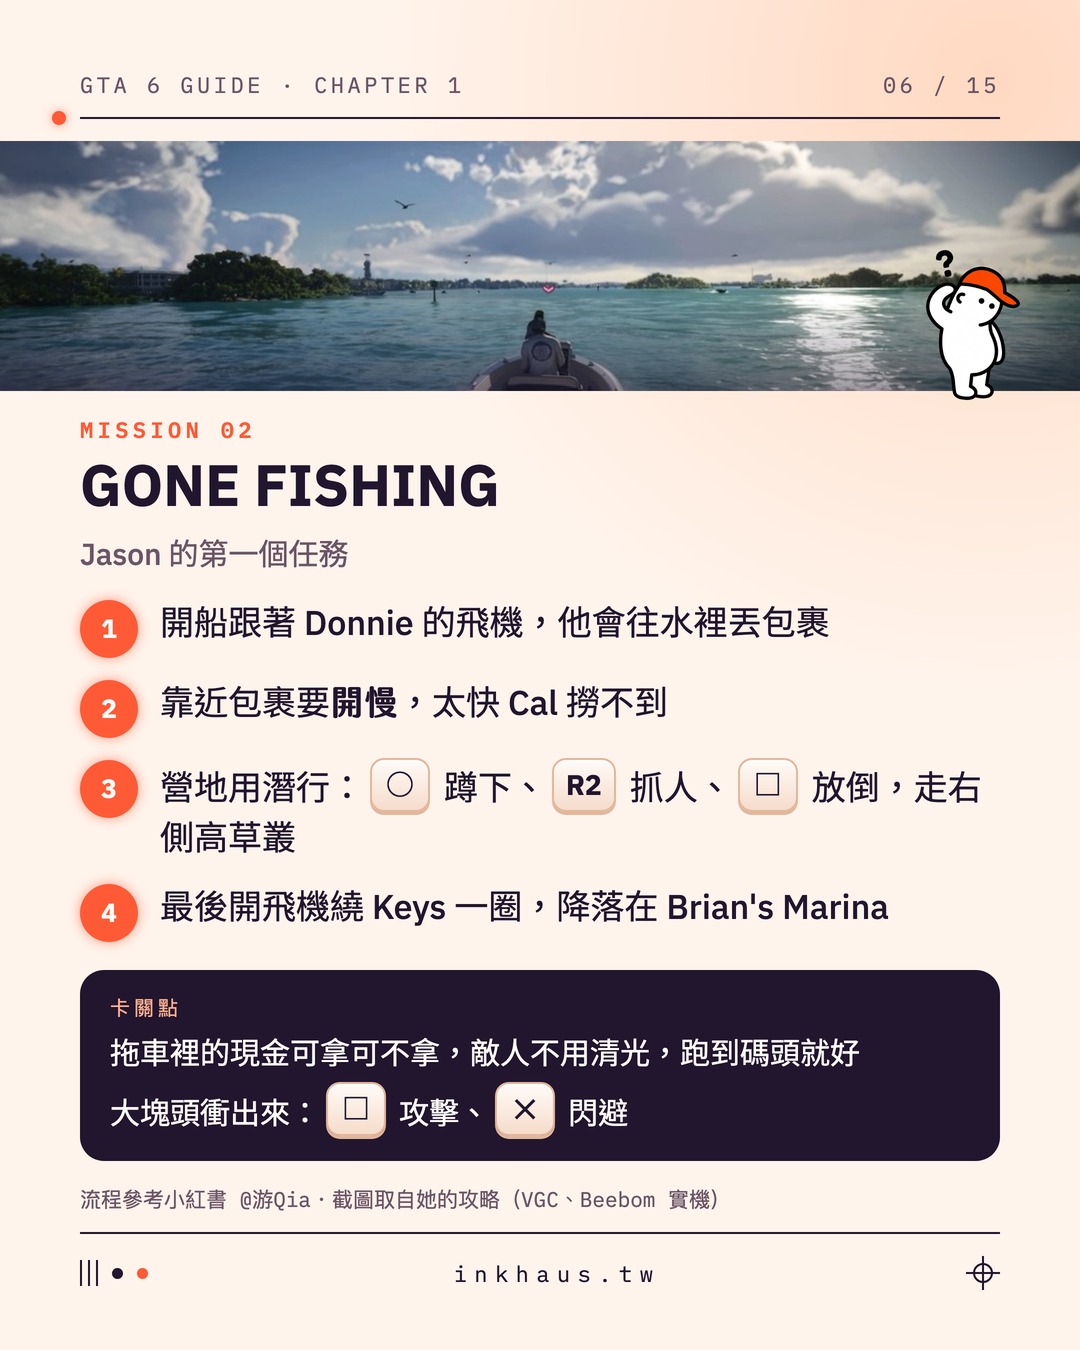 GTA 6 GUIDE · CHAPTER 1
06 / 15
?
MISSION 02
GONE FISHING
Jason 的第一個任務
1 開船跟著 Donnie 的飛機，他會往水裡丟包裹
2 靠近包裹要開慢，太快 Cal 撈不到
3 營地用潛行：○ 蹲下、R2 抓人、□ 放倒，走右
側高草叢
4 最後開飛機繞 Keys 一圈，降落在 Brian's Marina
卡關點
拖車裡的現金可拿可不拿，敵人不用清光，跑到碼頭就好
大塊頭衝出來：□ 攻擊、✕ 閃避
流程參考小紅書 @游Qia · 截圖取自她的攻略（VGC、Beebom 實機）
inkhaus.tw